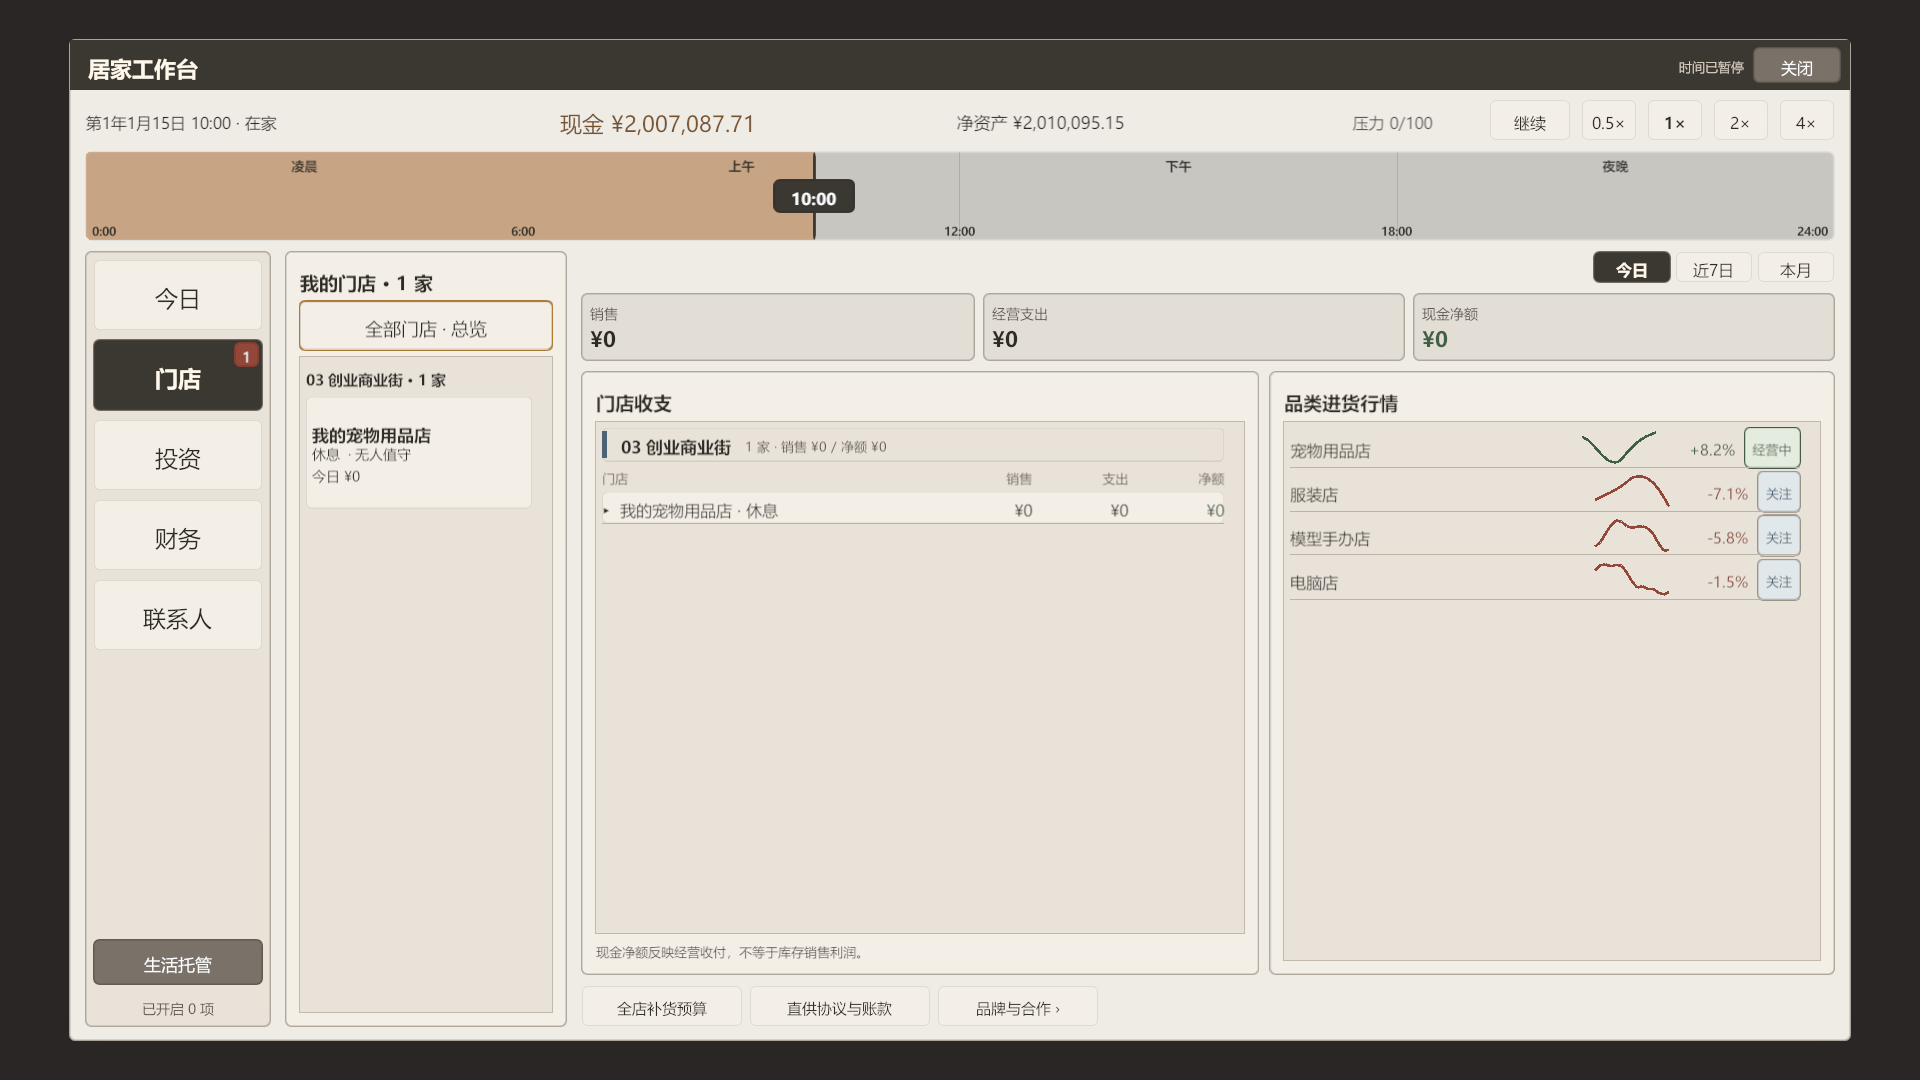 居家工作台
时间已暂停
关闭
第1年1月15日 10:00 · 在家
现金 ¥2,007,087.71
净资产 ¥2,010,095.15
压力 0/100
继续
0.5×
1×
2×
4×
凌晨
上午
下午
夜晚
10:00
0:00
6:00
12:00
18:00
24:00
今日
门店
1
投资
财务
联系人
生活托管
已开启 0 项
我的门店 · 1 家
全部门店 · 总览
03 创业商业街 · 1 家
我的宠物用品店
休息 · 无人值守
今日 ¥0
今日
近7日
本月
销售
¥0
经营支出
¥0
现金净额
¥0
门店收支
03 创业商业街 1 家 · 销售 ¥0 / 净额 ¥0
门店 销售 支出 净额
▸ 我的宠物用品店 · 休息 ¥0 ¥0 ¥0
现金净额反映经营收付，不等于库存销售利润。
品类进货行情
宠物用品店 +8.2% 经营中
服装店 -7.1% 关注
模型手办店 -5.8% 关注
电脑店 -1.5% 关注
全店补货预算
直供协议与账款
品牌与合作 ›